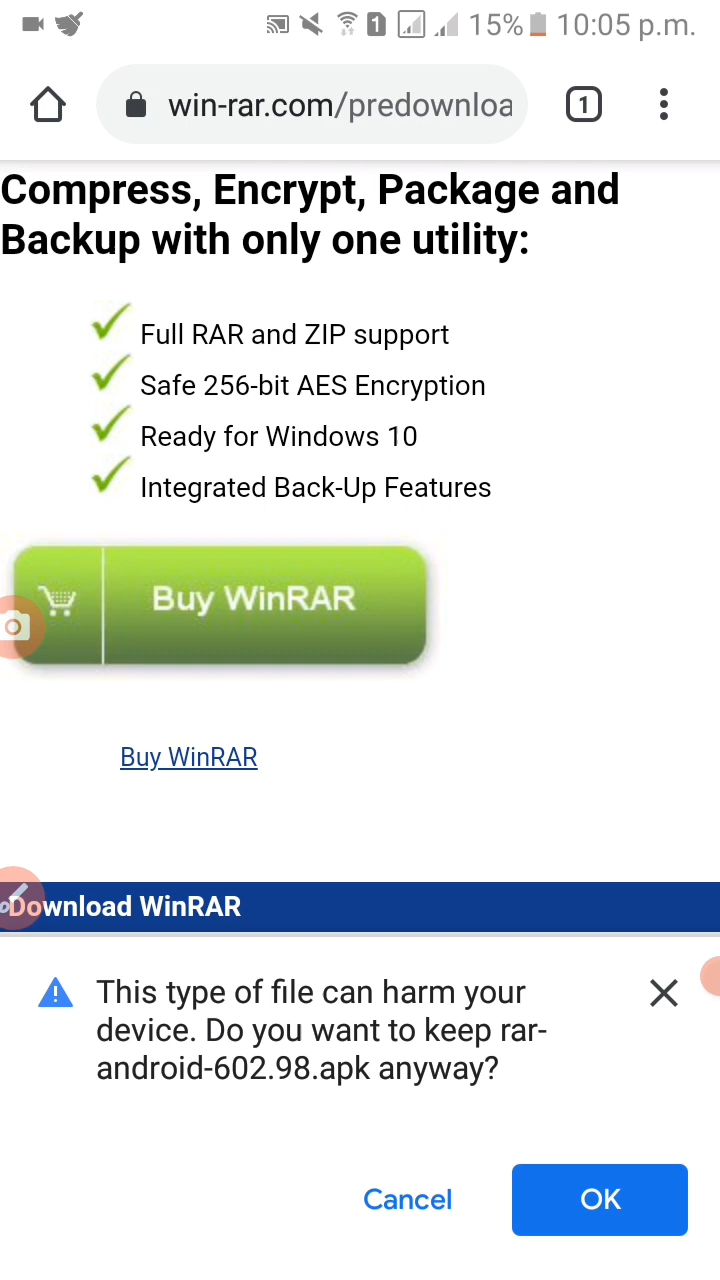 1 15% 10:05 p.m.
win-rar.com/predownloa 1
Compress, Encrypt, Package and
Backup with only one utility:
Full RAR and ZIP support
Safe 256-bit AES Encryption
Ready for Windows 10
Integrated Back-Up Features
Buy WinRAR
Buy WinRAR
Download WinRAR
This type of file can harm your
device. Do you want to keep rar-
android-602.98.apk anyway?
Cancel OK